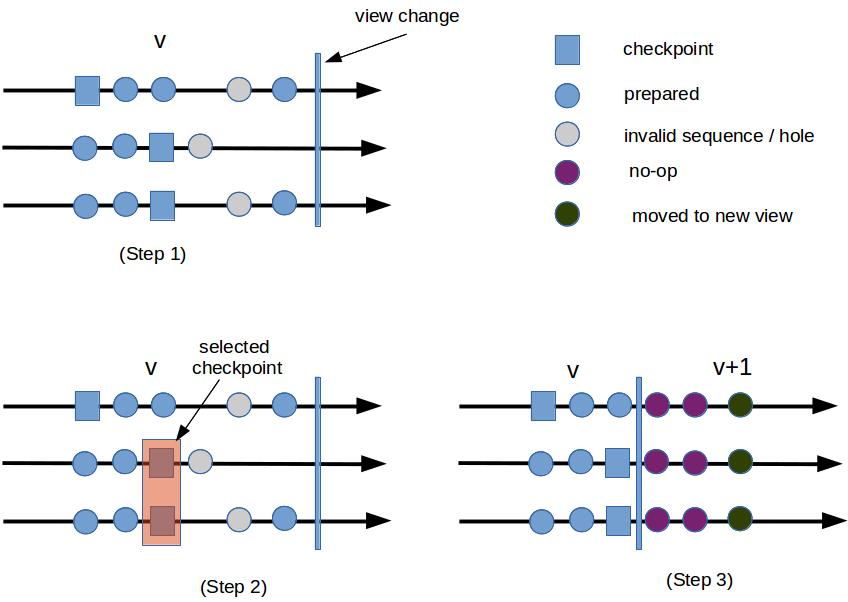 view change
v
checkpoint
prepared
invalid sequence / hole
no-op
moved to new view
(Step 1)
selected
checkpoint
v
v
v+1
(Step 2)
(Step 3)